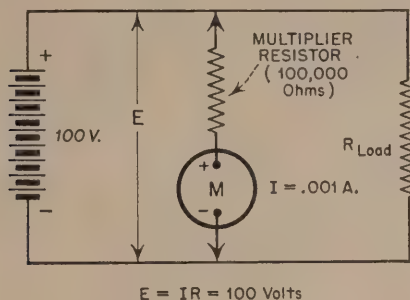 +
100 V.
−
E
MULTIPLIER
RESISTOR
(100,000
Ohms)
+
M
−
I = .001 A.
R Load
E = IR = 100 Volts